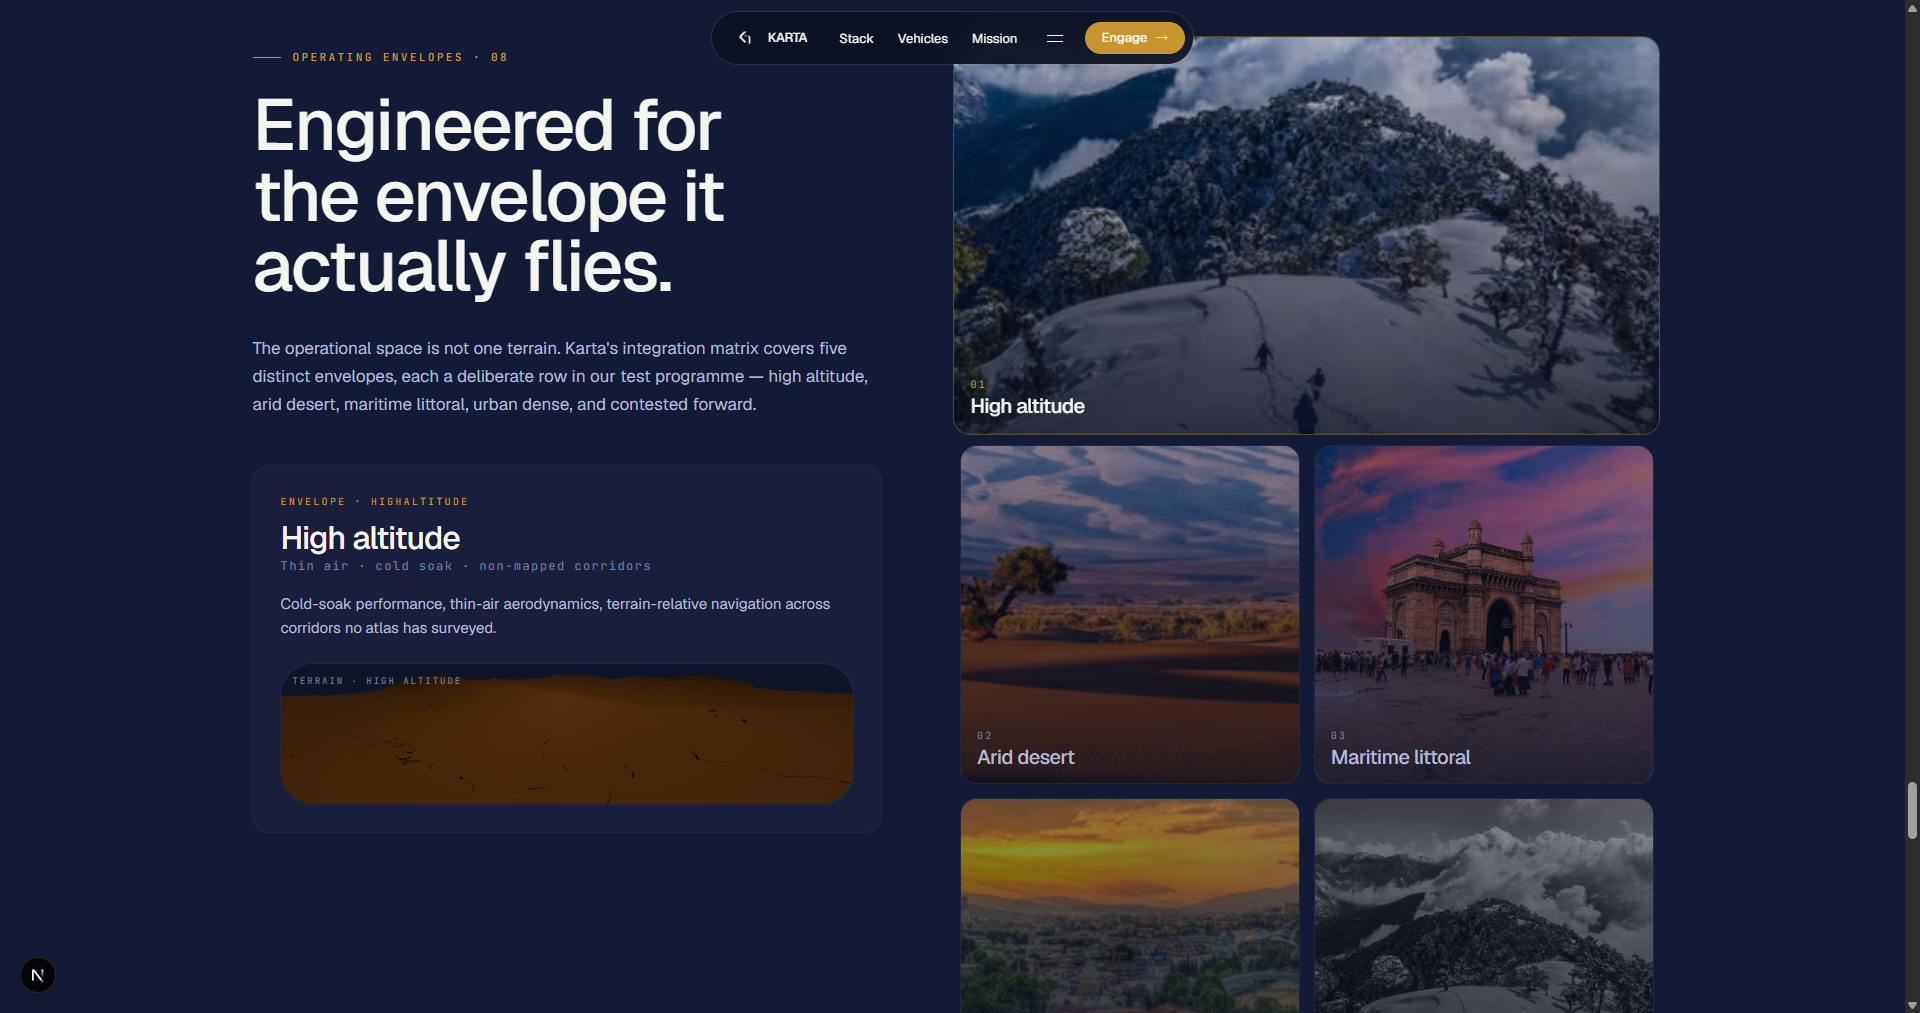 KARTA
Stack
Vehicles
Mission
Engage →
OPERATING ENVELOPES · 08
Engineered for
the envelope it
actually flies.
The operational space is not one terrain. Karta's integration matrix covers five
distinct envelopes, each a deliberate row in our test programme — high altitude,
arid desert, maritime littoral, urban dense, and contested forward.
ENVELOPE · HIGHALTITUDE
High altitude
Thin air · cold soak · non-mapped corridors
Cold-soak performance, thin-air aerodynamics, terrain-relative navigation across
corridors no atlas has surveyed.
TERRAIN · HIGH ALTITUDE
01
High altitude
02
Arid desert
03
Maritime littoral
N